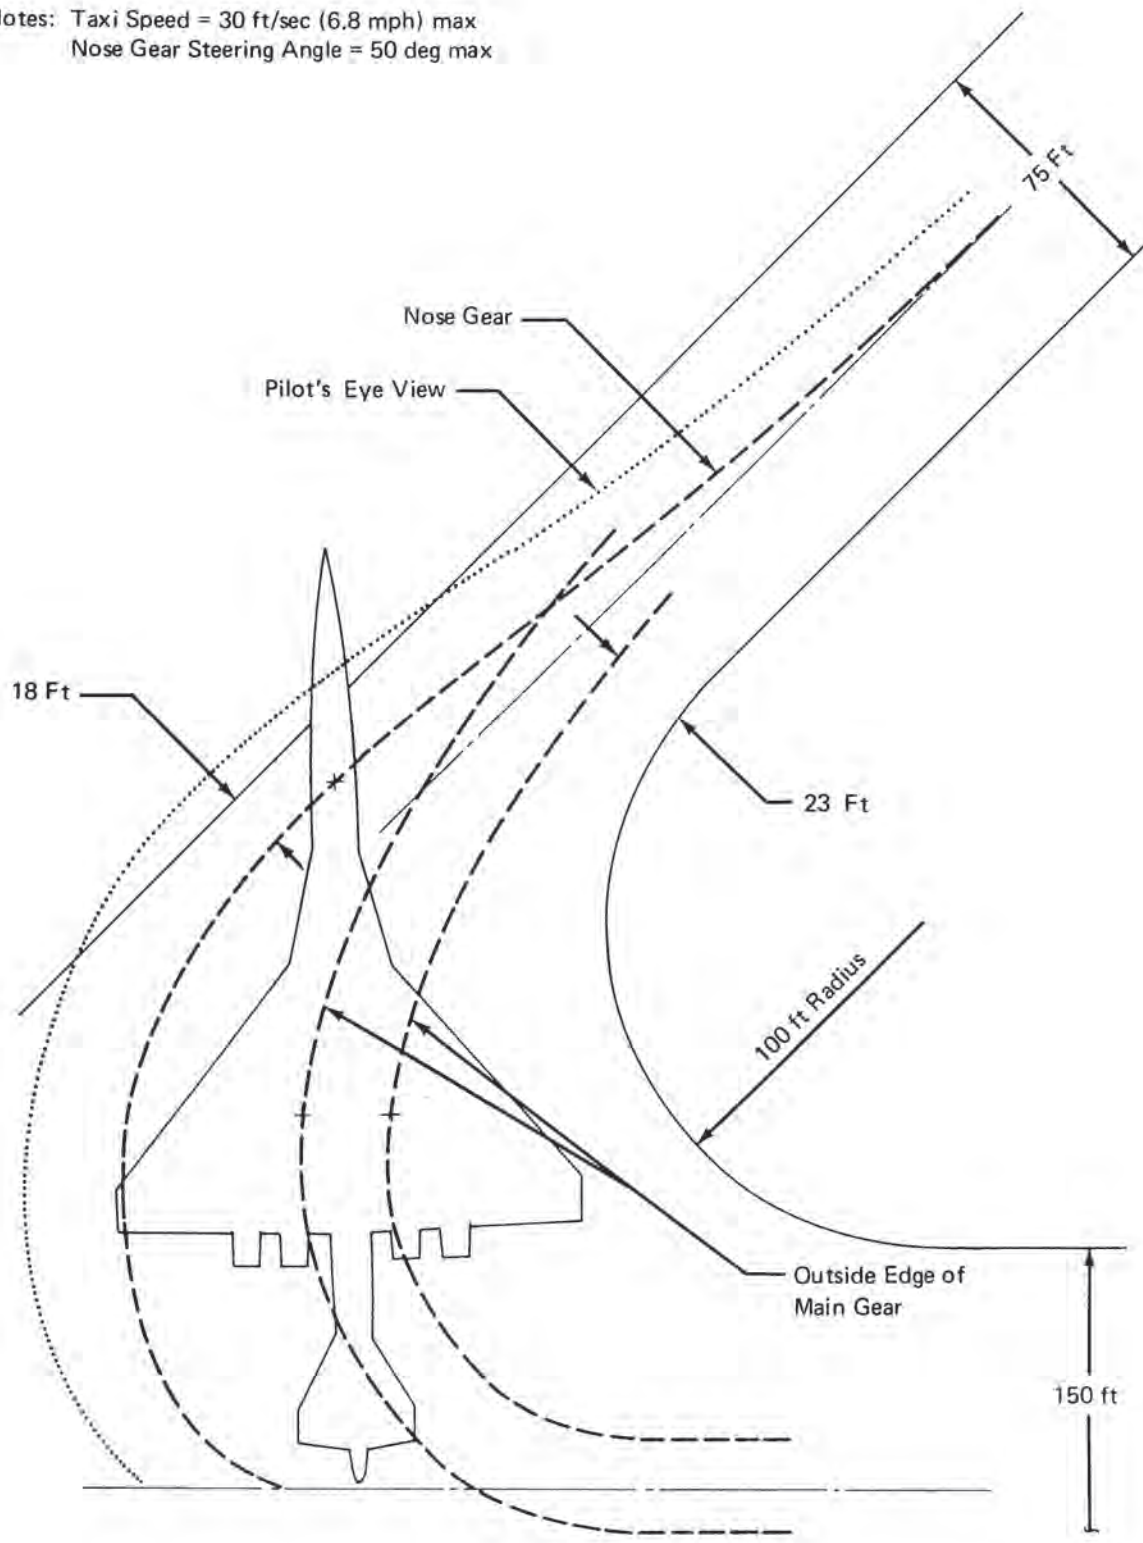 Notes: Taxi Speed = 30 ft/sec (6.8 mph) max
Nose Gear Steering Angle = 50 deg max
75 Ft
Nose Gear
Pilot's Eye View
18 Ft
23 Ft
100 ft Radius
Outside Edge of
Main Gear
150 ft